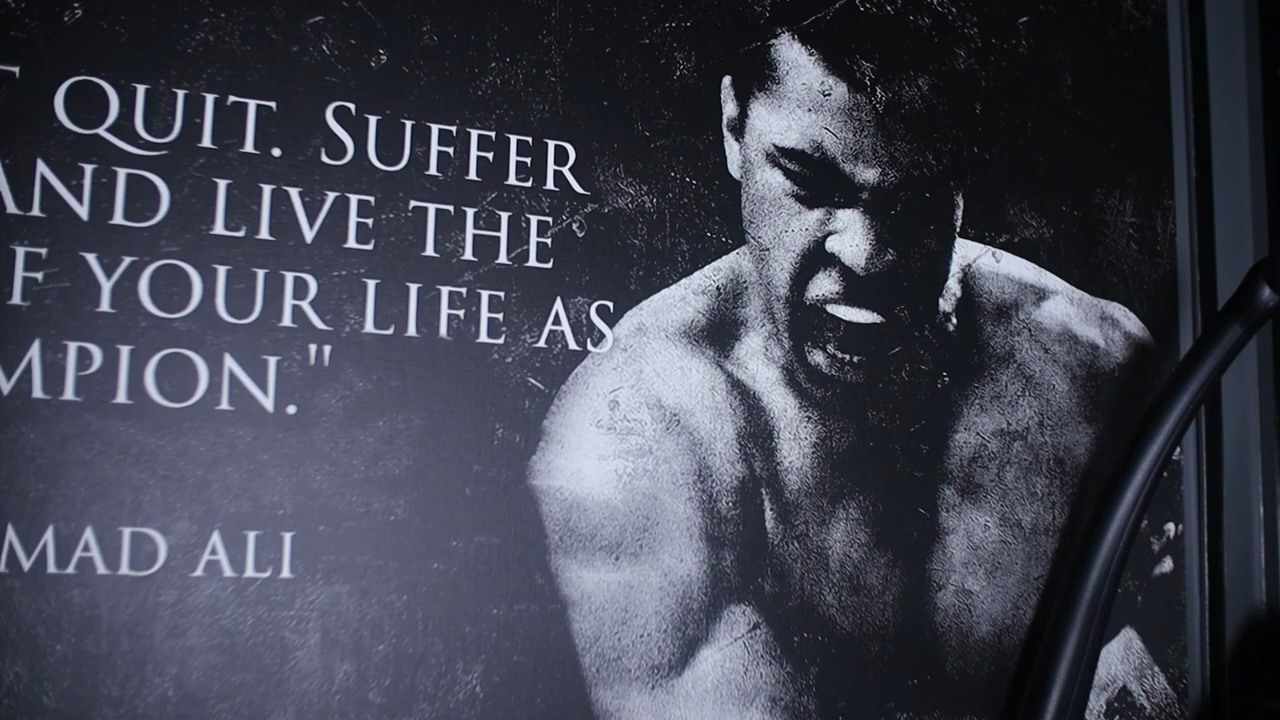 T QUIT. SUFFER
AND LIVE THE
F YOUR LIFE AS
MPION."
MAD ALI